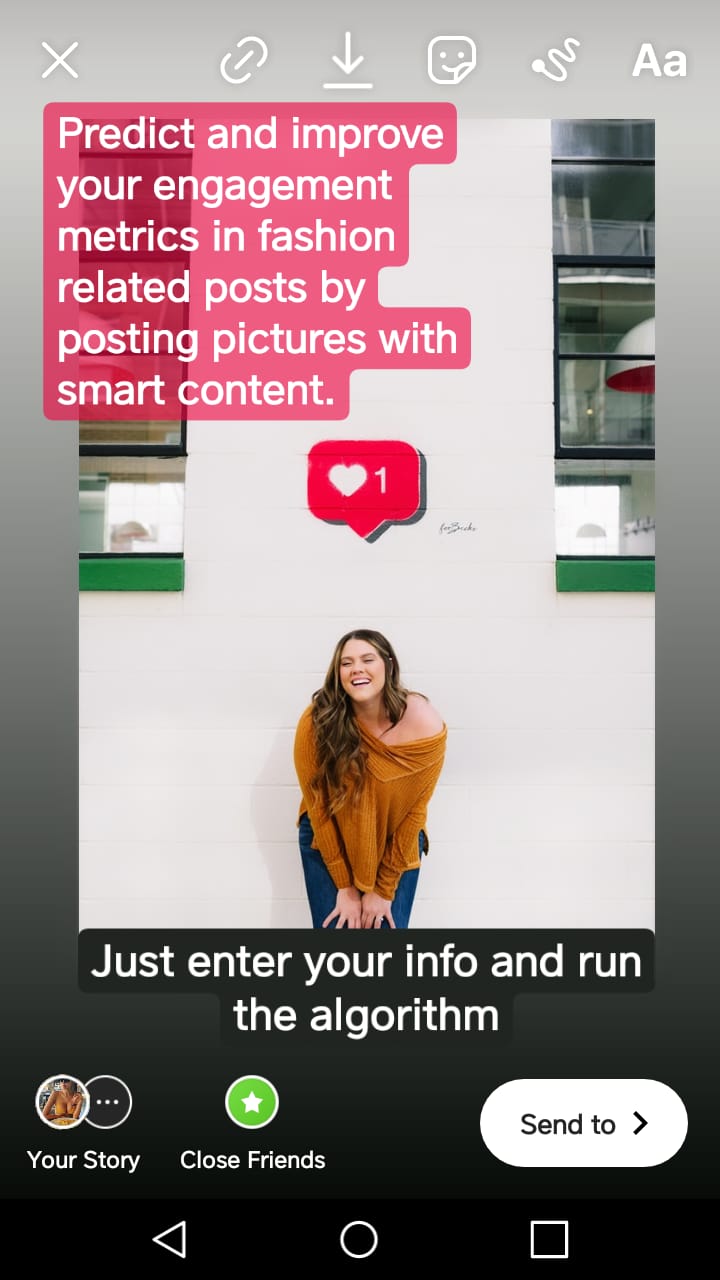 Aa
Predict and improve
your engagement
metrics in fashion
related posts by
posting pictures with
smart content.
1
Just enter your info and run
the algorithm
Your Story
Close Friends
Send to